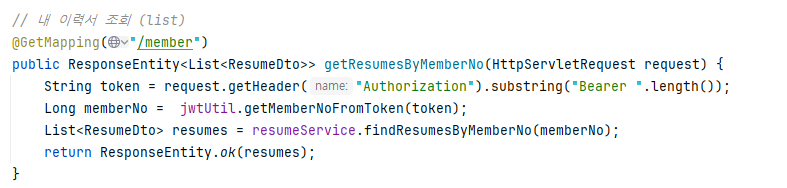 // 내 이력서 조회 (list)
@GetMapping("/member")
public ResponseEntity<List<ResumeDto>> getResumesByMemberNo(HttpServletRequest request) {
    String token = request.getHeader( name: "Authorization").substring("Bearer ".length());
    Long memberNo =  jwtUtil.getMemberNoFromToken(token);
    List<ResumeDto> resumes = resumeService.findResumesByMemberNo(memberNo);
    return ResponseEntity.ok(resumes);
}